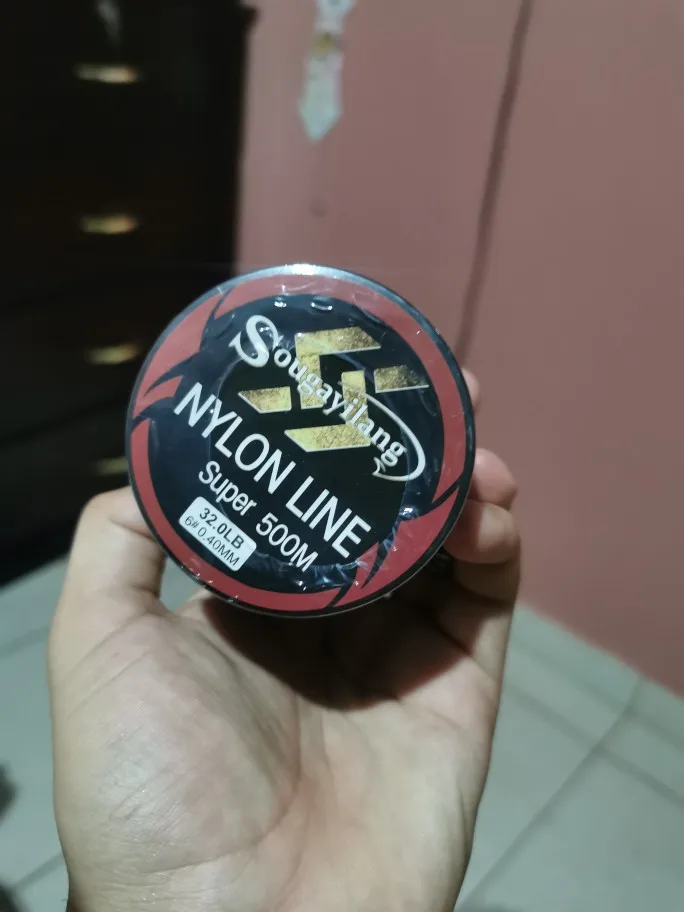 Sougayilang
NYLON LINE
Super 500M
32.0LB
6# 0.40MM